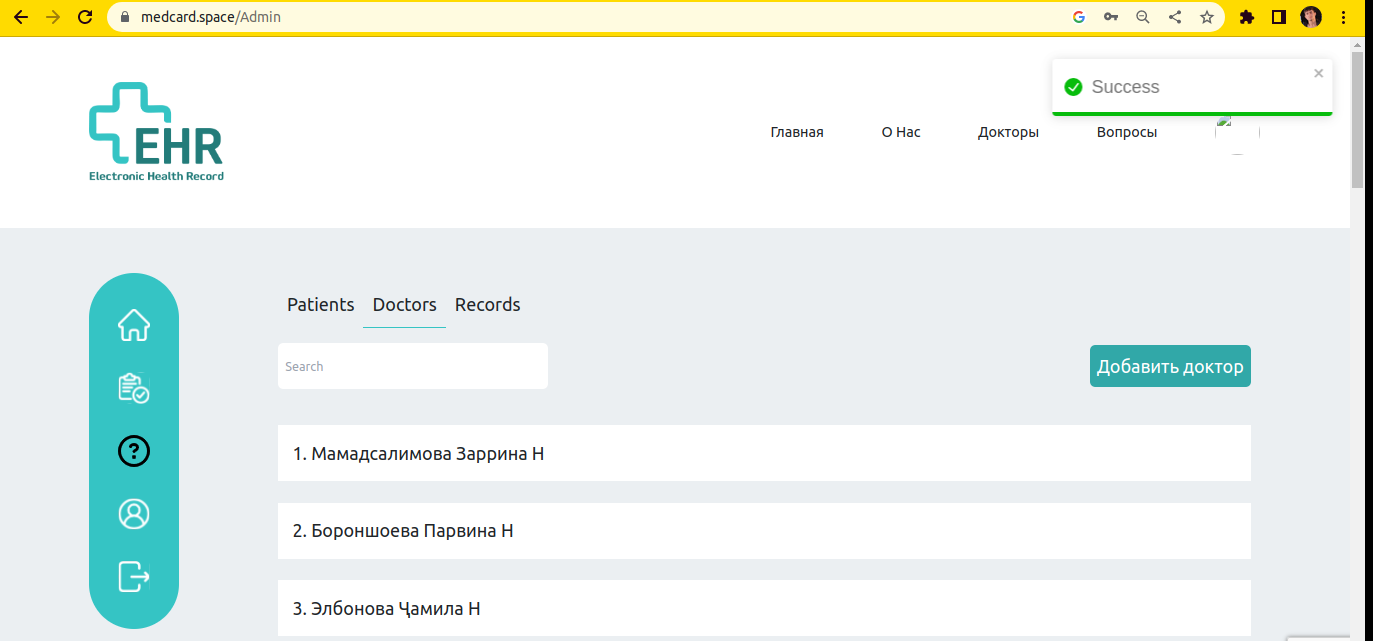 medcard.space/Admin
Success
EHR
Electronic Health Record
Главная О Нас Докторы Вопросы
Patients Doctors Records
Search
Добавить доктор
1. Мамадсалимова Заррина Н
2. Бороншоева Парвина Н
3. Элбонова Ҷамила Н